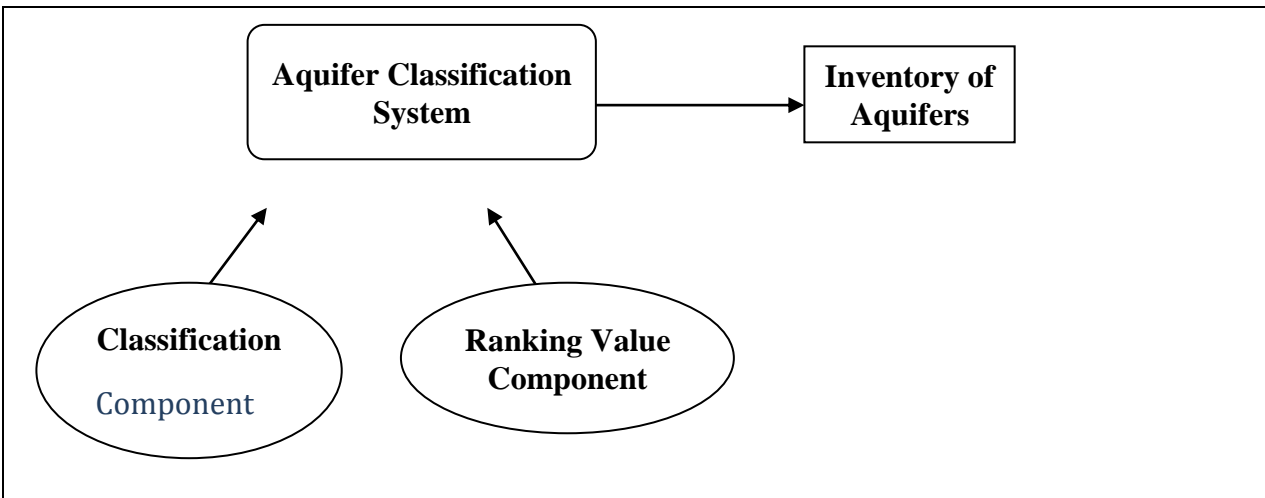 Aquifer Classification
System
Inventory of
Aquifers
Classification
Component
Ranking Value
Component